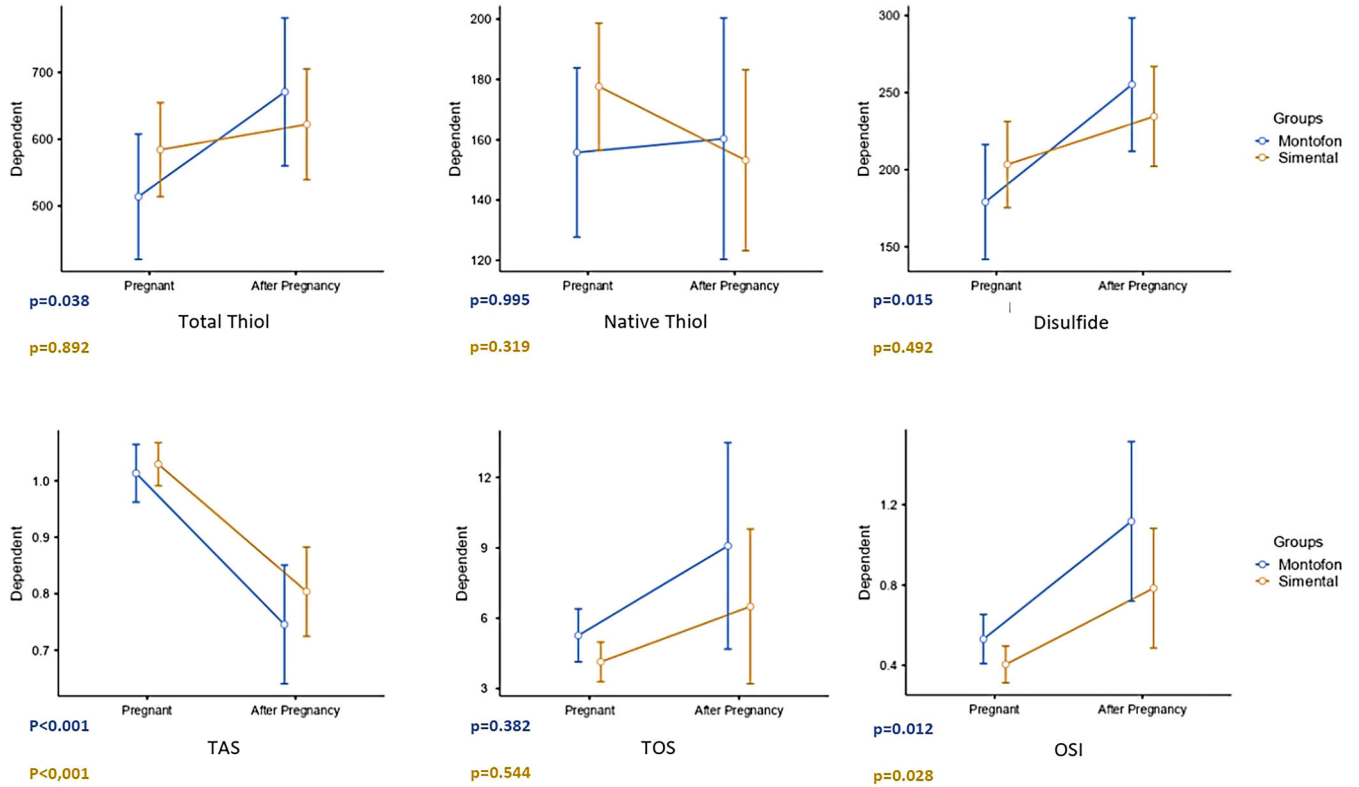 700
600
500
Dependent
Pregnant
After Pregnancy
p=0.038
Total Thiol
p=0.892
200
180
160
140
120
Dependent
Pregnant
After Pregnancy
p=0.995
Native Thiol
p=0.319
300
250
200
150
Dependent
Pregnant
After Pregnancy
p=0.015
Disulfide
p=0.492
Groups
Montofon
Simental
1.0
0.9
0.8
0.7
Dependent
Pregnant
After Pregnancy
P<0.001
TAS
P<0,001
12
9
6
3
Dependent
Pregnant
After Pregnancy
p=0.382
TOS
p=0.544
1.2
0.8
0.4
Dependent
Pregnant
After Pregnancy
p=0.012
OSI
p=0.028
Groups
Montofon
Simental